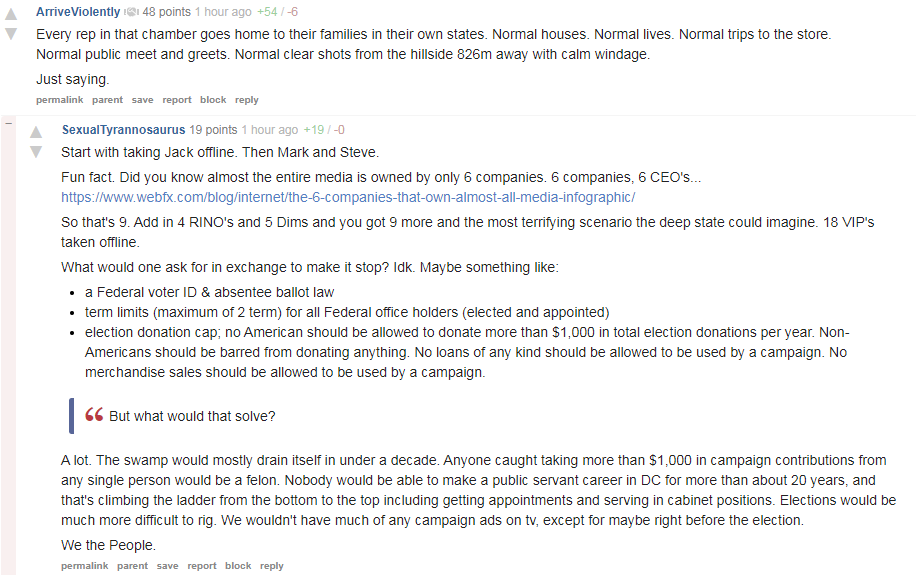 ArriveViolently 48 points 1 hour ago +54 / -6
Every rep in that chamber goes home to their families in their own states. Normal houses. Normal lives. Normal trips to the store.
Normal public meet and greets. Normal clear shots from the hillside 826m away with calm windage.
Just saying.
permalink parent save report block reply
SexualTyrannosaurus 19 points 1 hour ago +19 / -0
Start with taking Jack offline. Then Mark and Steve.
Fun fact. Did you know almost the entire media is owned by only 6 companies. 6 companies, 6 CEO's...
https://www.webfx.com/blog/internet/the-6-companies-that-own-almost-all-media-infographic/
So that's 9. Add in 4 RINO's and 5 Dims and you got 9 more and the most terrifying scenario the deep state could imagine. 18 VIP's
taken offline.
What would one ask for in exchange to make it stop? Idk. Maybe something like:
• a Federal voter ID & absentee ballot law
• term limits (maximum of 2 term) for all Federal office holders (elected and appointed)
• election donation cap; no American should be allowed to donate more than $1,000 in total election donations per year. Non-
Americans should be barred from donating anything. No loans of any kind should be allowed to be used by a campaign. No
merchandise sales should be allowed to be used by a campaign.
“ But what would that solve?
A lot. The swamp would mostly drain itself in under a decade. Anyone caught taking more than $1,000 in campaign contributions from
any single person would be a felon. Nobody would be able to make a public servant career in DC for more than about 20 years, and
that's climbing the ladder from the bottom to the top including getting appointments and serving in cabinet positions. Elections would be
much more difficult to rig. We wouldn't have much of any campaign ads on tv, except for maybe right before the election.
We the People.
permalink parent save report block reply